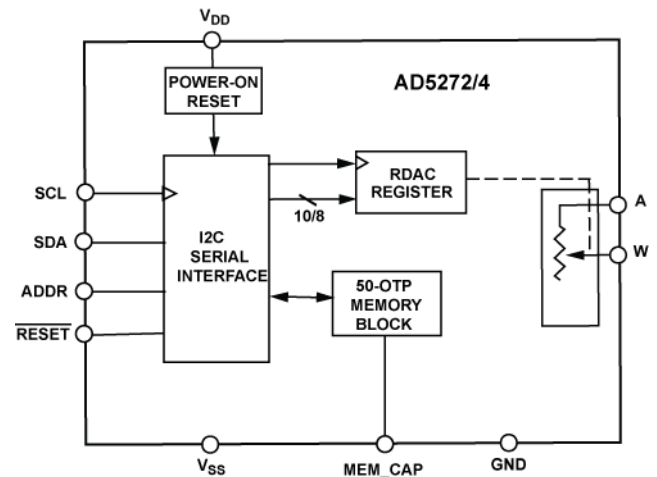 VDD
POWER-ON
RESET
AD5272/4
SCL
SDA
ADDR
RESET
I2C
SERIAL
INTERFACE
10/8
RDAC
REGISTER
A
W
50-OTP
MEMORY
BLOCK
VSS
MEM_CAP
GND